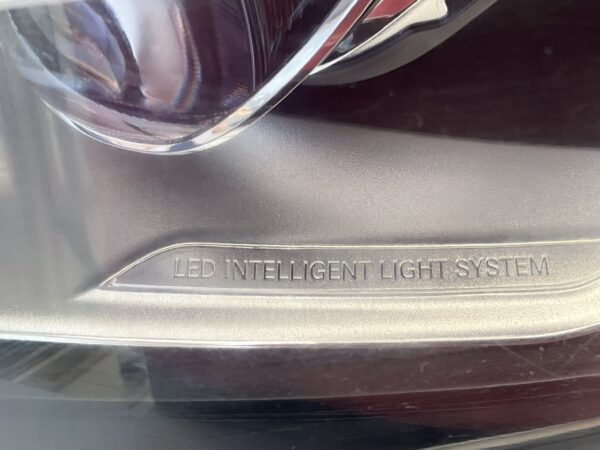 LED INTELLIGENT LIGHT SYSTEM